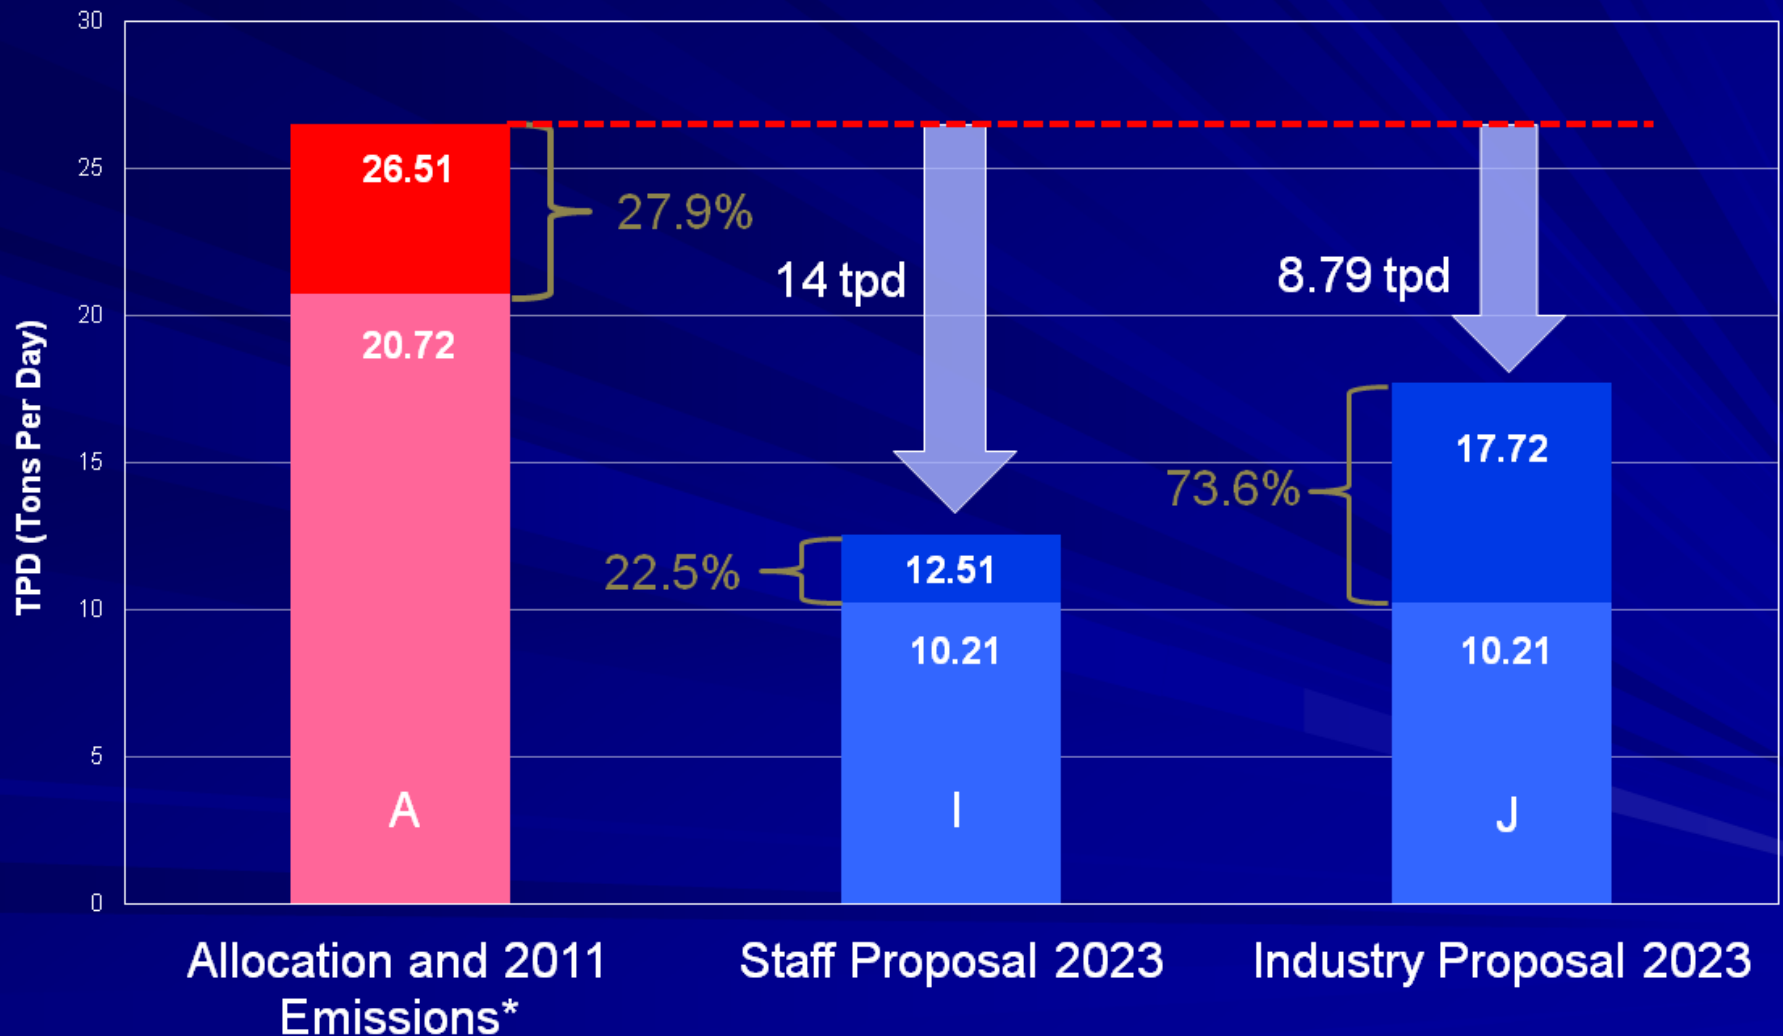 TPD (Tons Per Day)
30
25
20
15
10
5
0
26.51
27.9%
20.72
A
14 tpd
22.5%
12.51
10.21
I
8.79 tpd
73.6%
17.72
10.21
J
Allocation and 2011
Emissions*
Staff Proposal 2023
Industry Proposal 2023